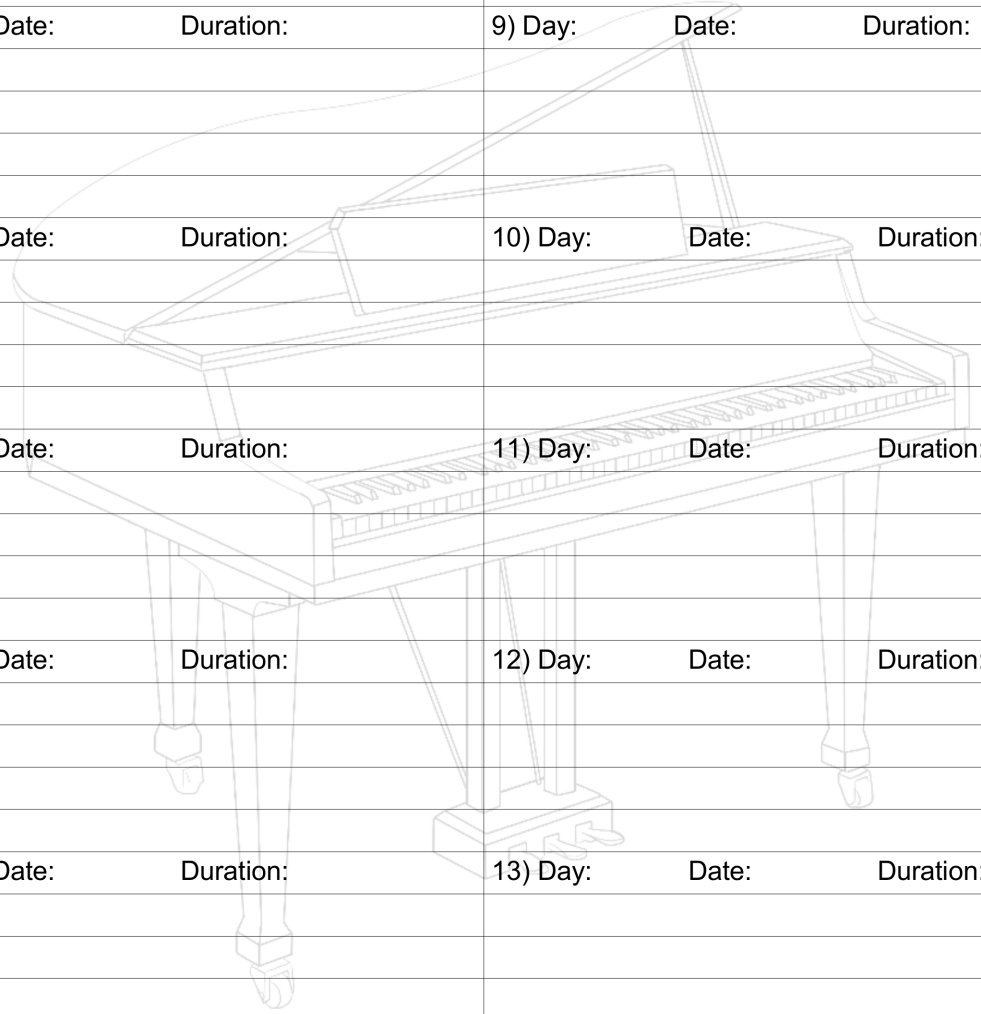 Date: Duration: 9) Day: Date: Duration:
Date: Duration: 10) Day: Date: Duration:
Date: Duration: 11) Day: Date: Duration:
Date: Duration: 12) Day: Date: Duration:
Date: Duration: 13) Day: Date: Duration: